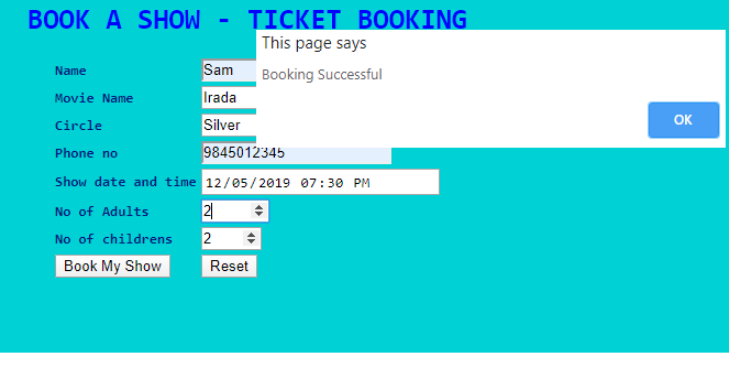 BOOK A SHOW - TICKET BOOKING
This page says
Booking Successful
OK
Name Sam
Movie Name Irada
Circle Silver
Phone no 9845012345
Show date and time 12/05/2019 07:30 PM
No of Adults 2
No of childrens 2
Book My Show Reset